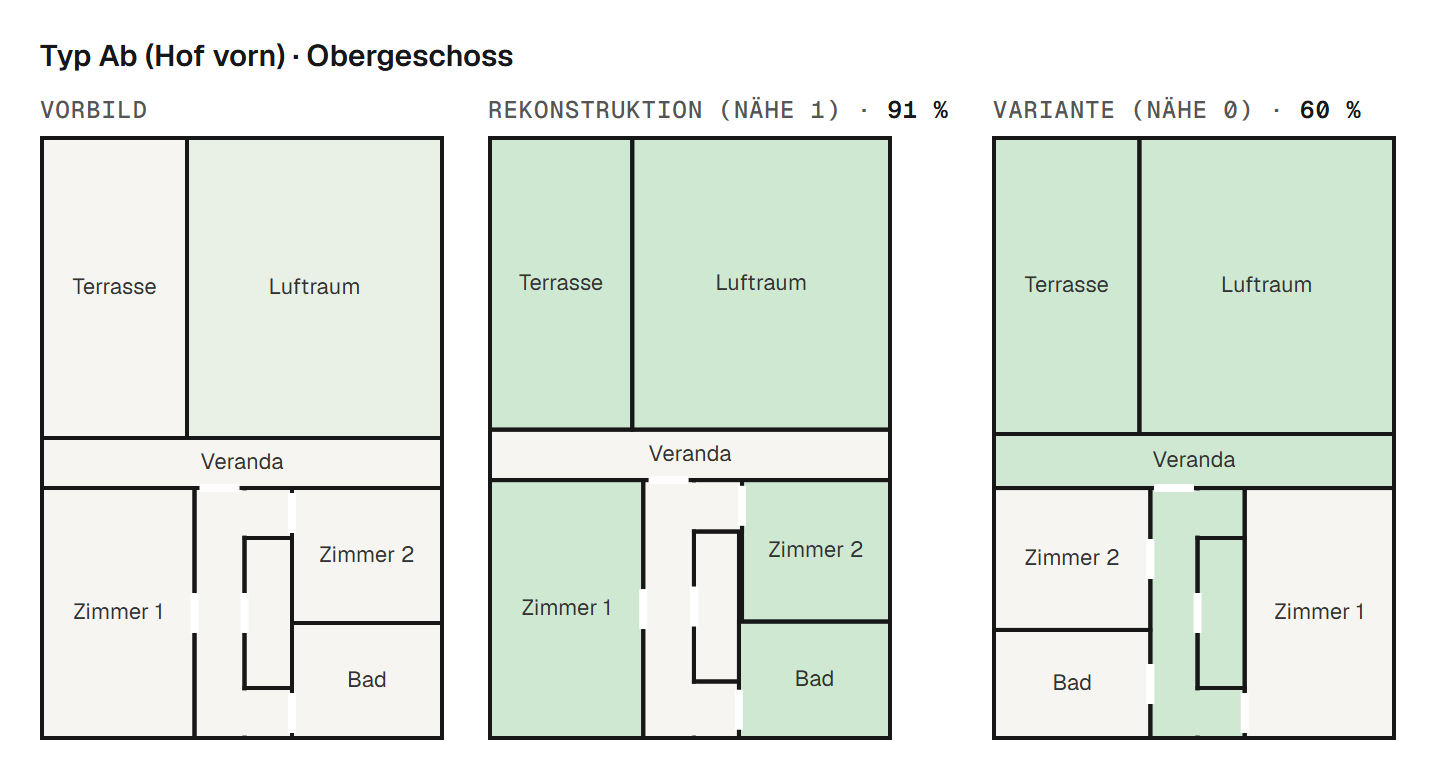 Typ Ab (Hof vorn) · Obergeschoss
VORBILD
REKONSTRUKTION (NÄHE 1) · 91 %
VARIANTE (NÄHE 0) · 60 %
Terrasse
Luftraum
Veranda
Zimmer 2
Zimmer 1
Bad
Terrasse
Luftraum
Veranda
Zimmer 2
Zimmer 1
Bad
Terrasse
Luftraum
Veranda
Zimmer 2
Zimmer 1
Bad